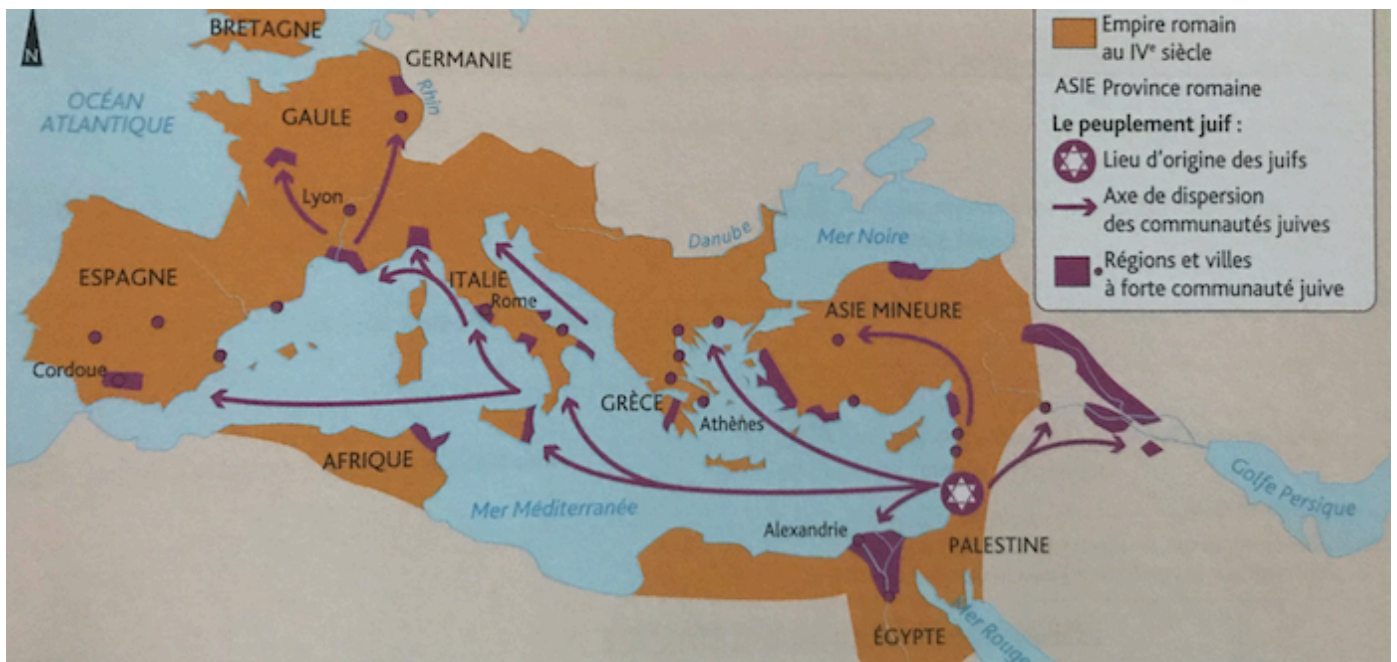 BRETAGNE
GERMANIE
N
OCÉAN
ATLANTIQUE
GAULE
Rhin
Lyon
Danube
Mer Noire
ESPAGNE
ITALIE
Rome
ASIE MINEURE
Cordoue
GRÈCE
Athènes
AFRIQUE
Mer Méditerranée
Golfe Persique
Alexandrie
PALESTINE
ÉGYPTE
Mer Rouge
Empire romain
au IVe siècle
ASIE Province romaine
Le peuplement juif :
Lieu d'origine des juifs
Axe de dispersion
des communautés juives
Régions et villes
à forte communauté juive